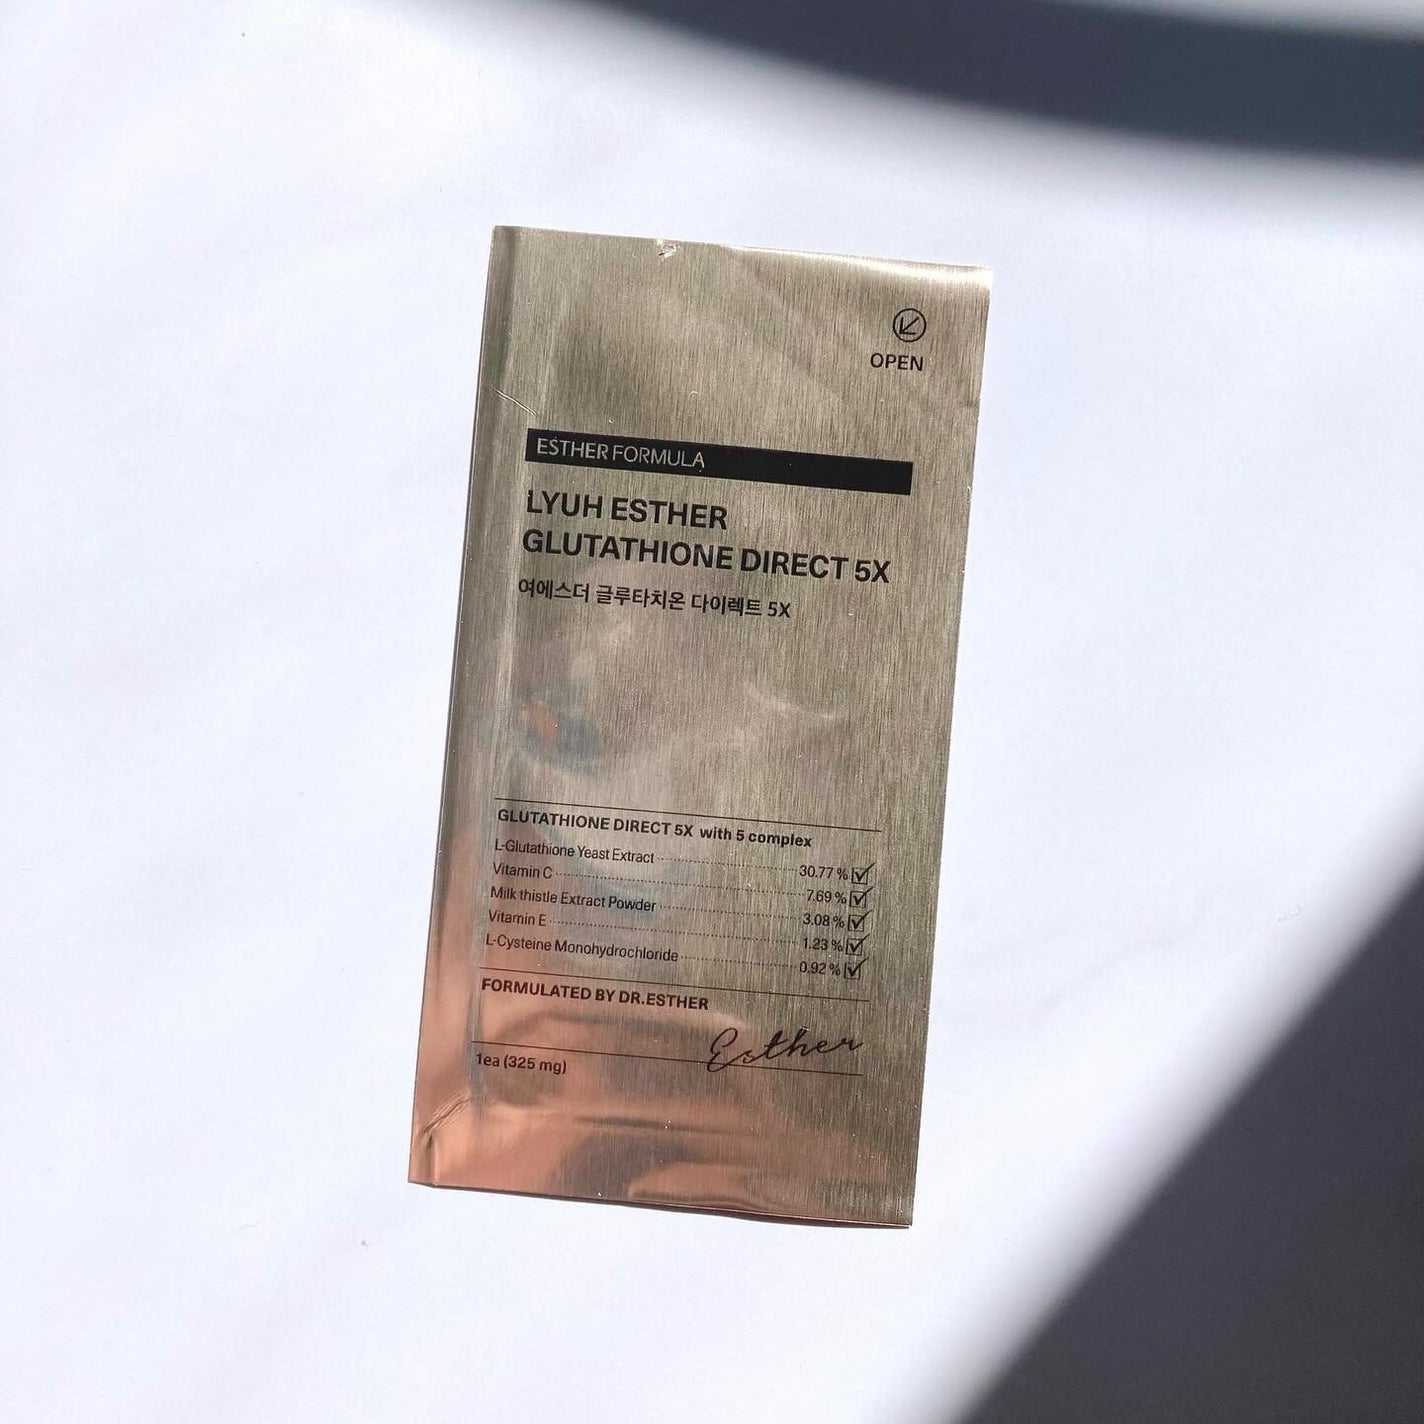 OPEN
ESTHER FORMULA
LYUH ESTHER
GLUTATHIONE DIRECT 5X
여에스더 글루타치온 다이렉트 5X
GLUTATHIONE DIRECT 5X with 5 complex
L-Glutathione Yeast Extract 30.77 %
Vitamin C 7.69 %
Milk thistle Extract Powder 3.08 %
Vitamin E 1.23 %
L-Cysteine Monohydrochloride 0.92 %
FORMULATED BY DR.ESTHER
Esther
1ea (325 mg)